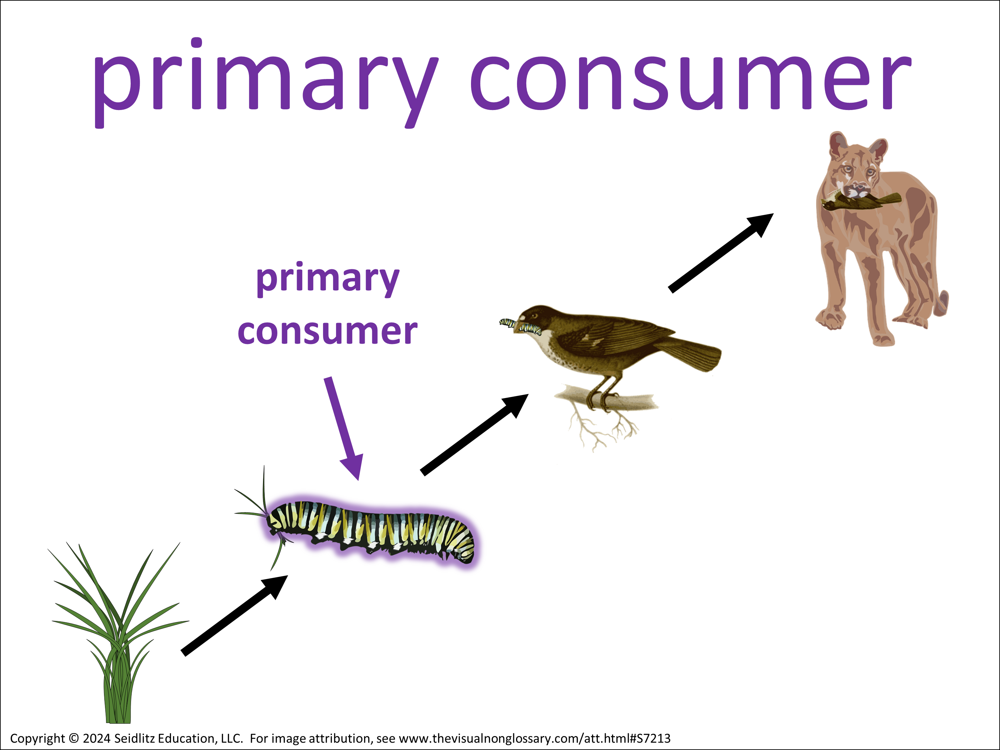 primary consumer
primary
consumer
Copyright © 2024 Seidlitz Education, LLC.  For image attribution, see www.thevisualnonglossary.com/att.html#S7213